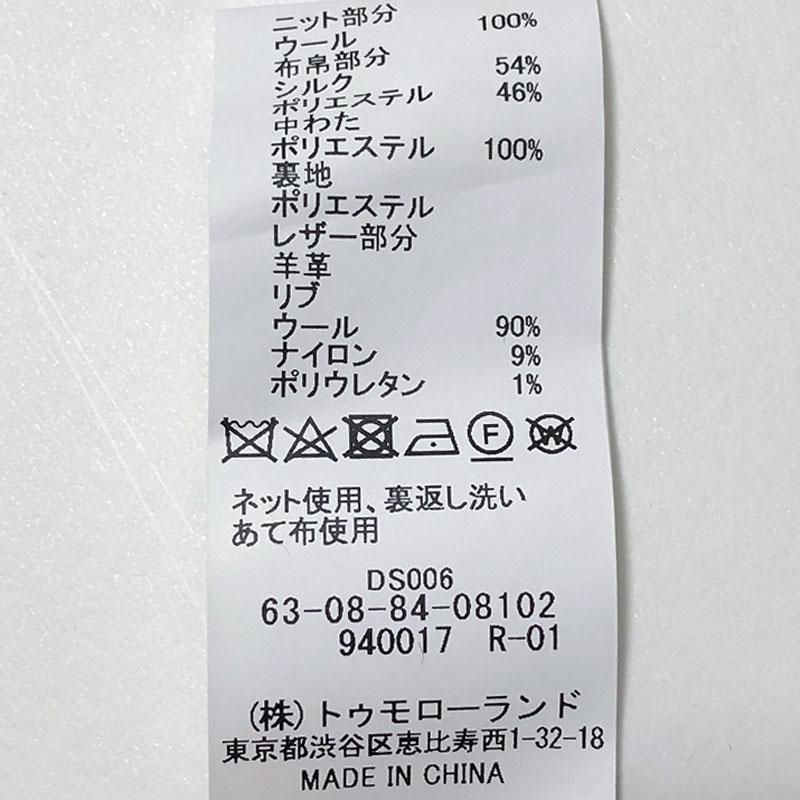 ニット部分
ウール 100%
布帛部分
シルク 54%
ポリエステル 46%
中わた
ポリエステル 100%
裏地
ポリエステル
レザー部分
羊革
リブ
ウール 90%
ナイロン 9%
ポリウレタン 1%
F W
ネット使用、裏返し洗い
あて布使用
DS006
63-08-84-08102
940017 R-01
(株)トゥモローランド
東京都渋谷区恵比寿西1-32-18
MADE IN CHINA